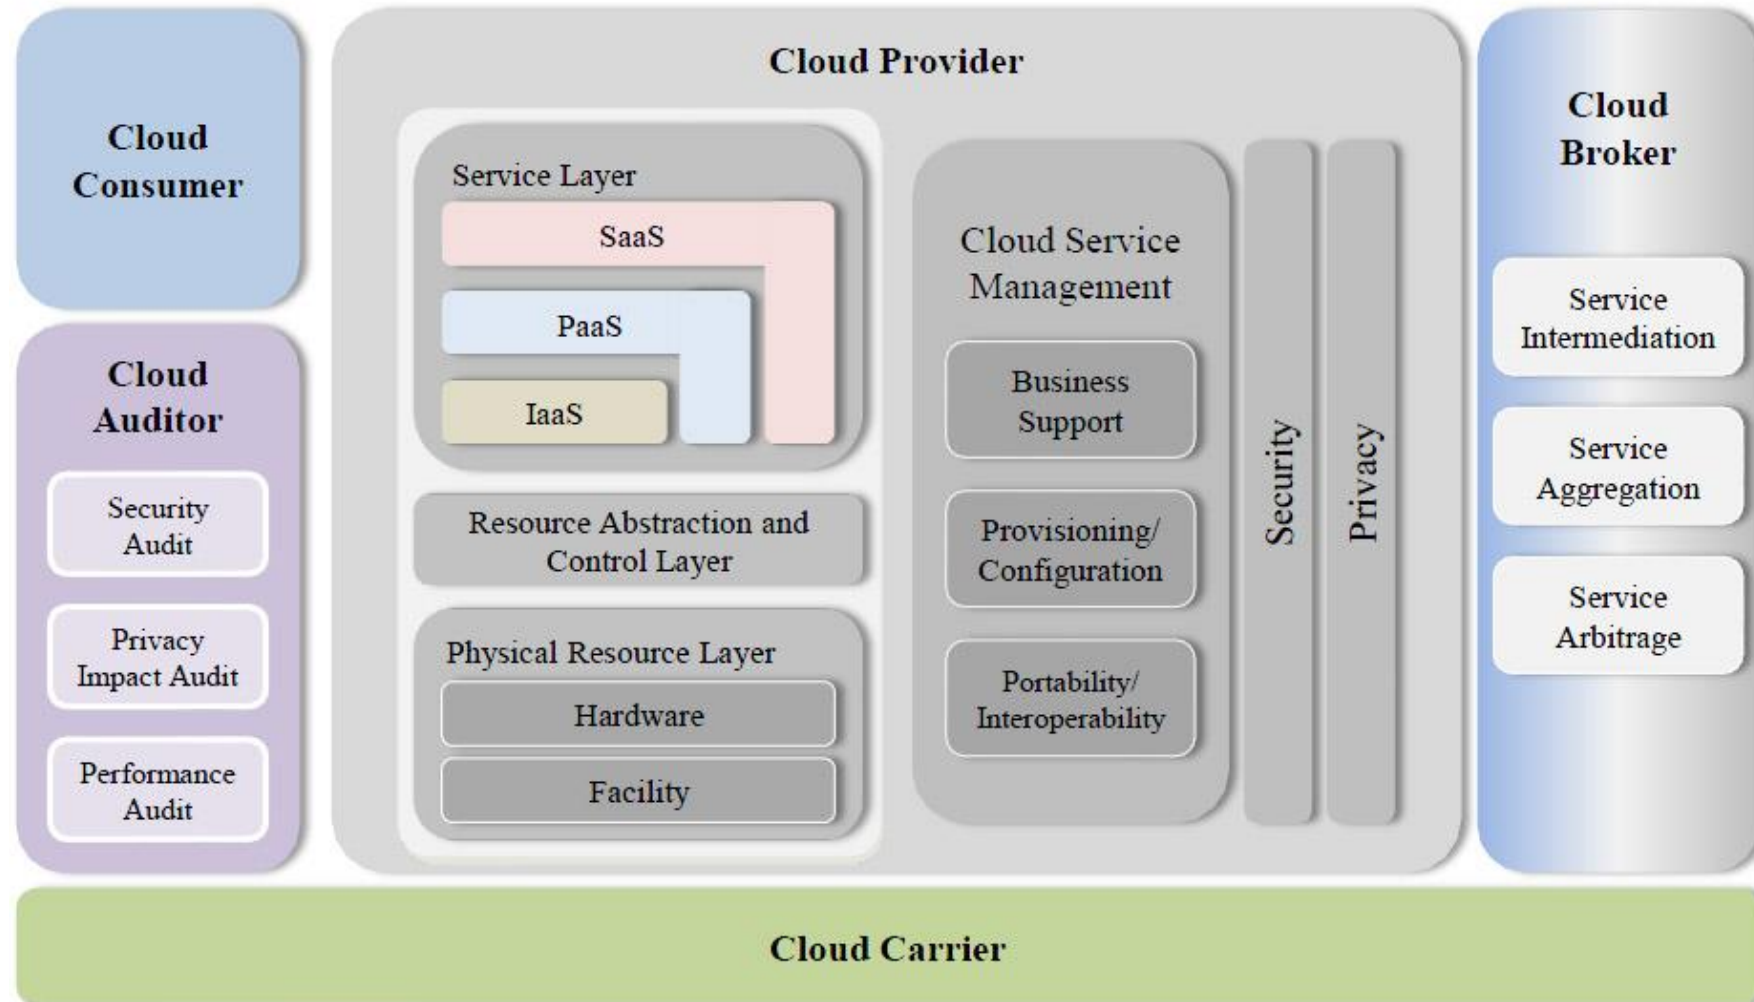 Cloud
Consumer
Cloud
Auditor
Security
Audit
Privacy
Impact Audit
Performance
Audit
Cloud Provider
Service Layer
SaaS
PaaS
IaaS
Resource Abstraction and
Control Layer
Physical Resource Layer
Hardware
Facility
Cloud Service
Management
Business
Support
Provisioning/
Configuration
Portability/
Interoperability
Security
Privacy
Cloud
Broker
Service
Intermediation
Service
Aggregation
Service
Arbitrage
Cloud Carrier